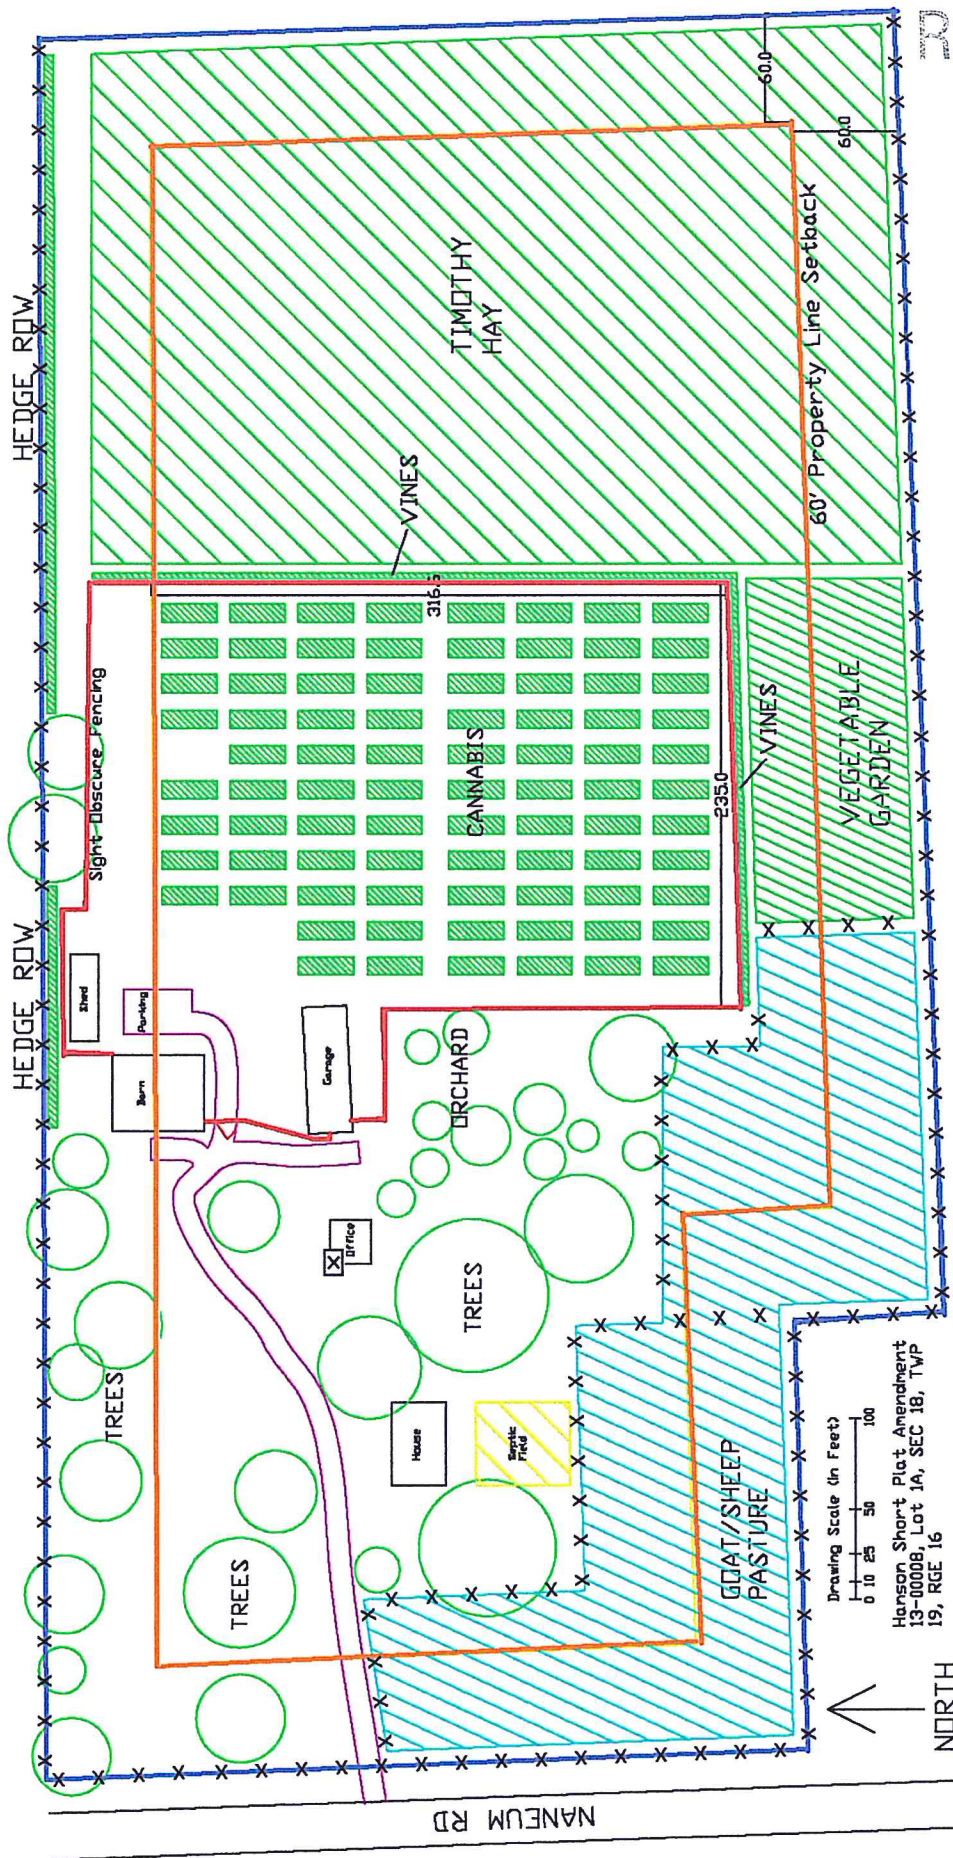 HEDGE ROW
HEDGE ROW
Sight Obscure Fencing
Shed
Parking
Barn
Garage
Office
X
TREES
TREES
TREES
House
Septic
Field
ORCHARD
CANNABIS
316.5
235.0
VINES
VINES
TIMOTHY
HAY
60.0
60.0
60' Property Line Setback
VEGETABLE
GARDEN
GOAT/SHEEP
PASTURE
Drawing Scale (In Feet)
0 10 25 50 100
Hanson Short Plat Amendment
13-00008, Lot 1A, SEC 18, TWP
19, RGE 16
NORTH
NANEUM RD
R